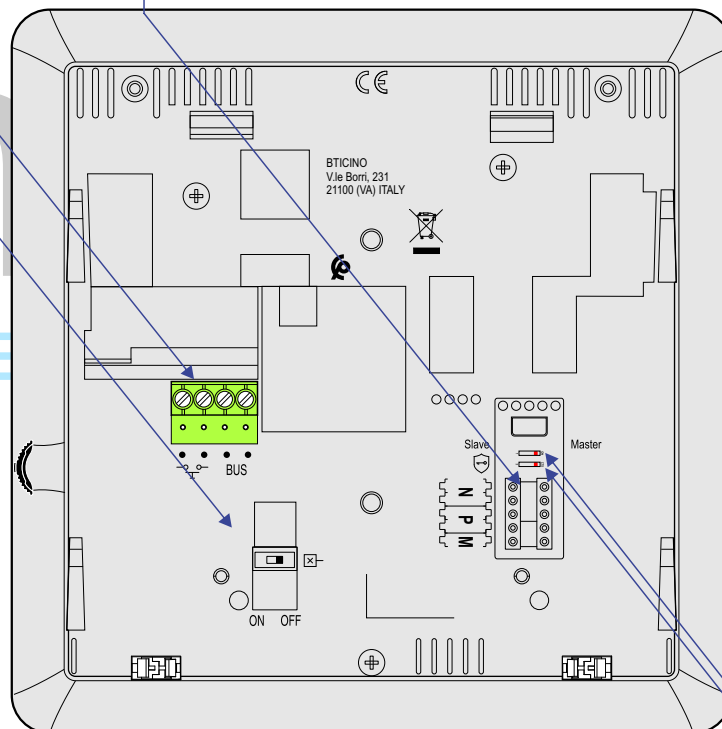 CE
BTICINO
V.le Borri, 231
21100 (VA) ITALY
Slave
Master
BUS
N
P
M
ON OFF